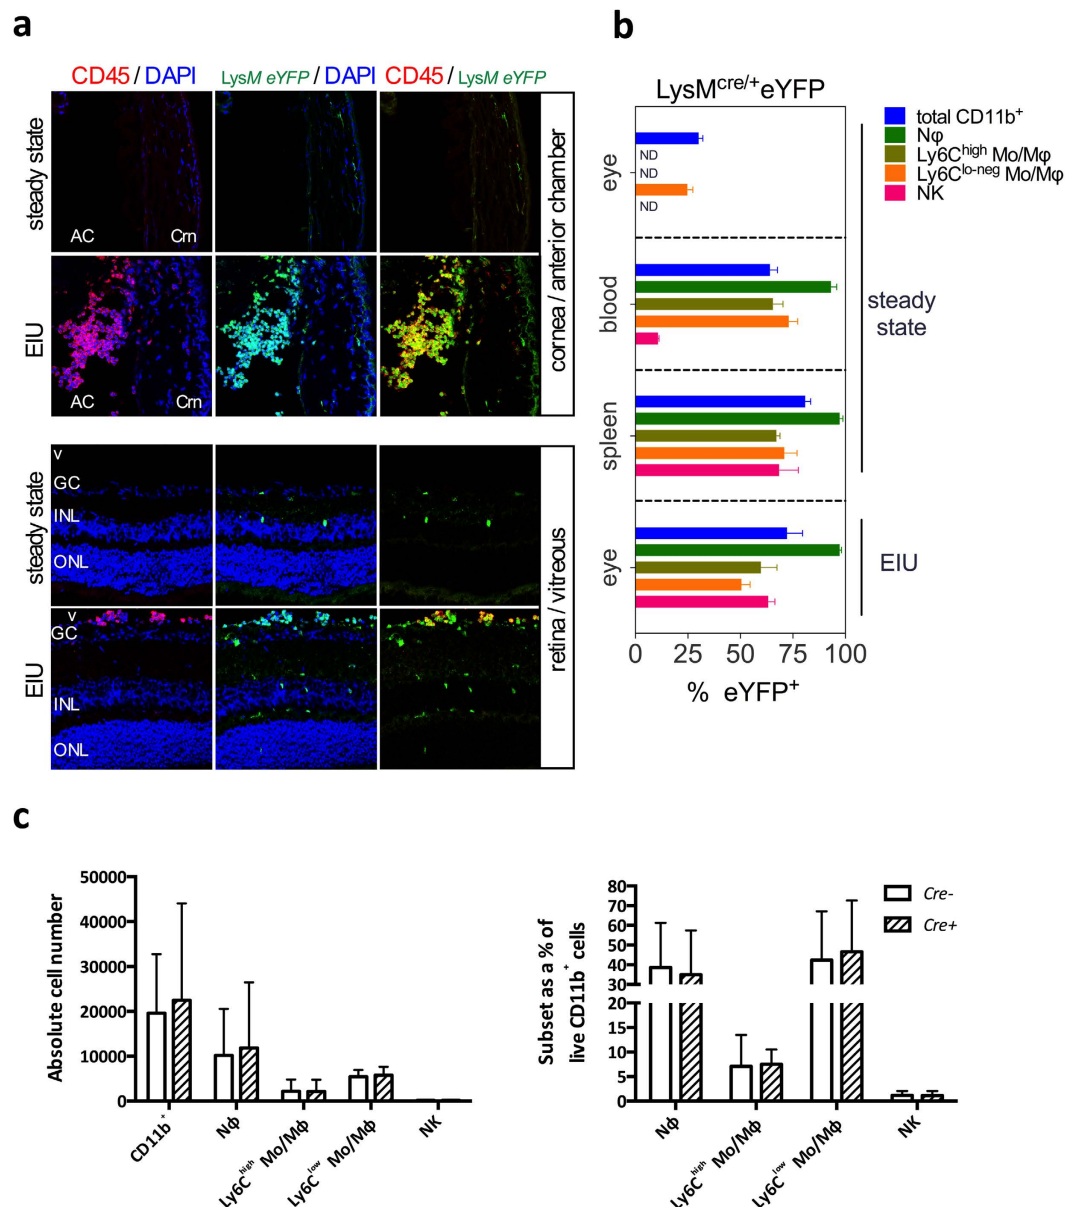 a
CD45 / DAPI
LysM eYFP / DAPI
CD45 / LysM eYFP
steady state
AC
Crn
cornea / anterior chamber
EIU
AC
Crn
steady state
v
GC
INL
ONL
retina / vitreous
EIU
v
GC
INL
ONL
b
LysMcre/+eYFP
total CD11b+
Nφ
Ly6Chigh Mo/Mφ
Ly6Clo-neg Mo/Mφ
NK
eye
ND
ND
ND
blood
steady
state
spleen
eye
EIU
0 25 50 75 100
% eYFP+
c
Absolute cell number
50000
40000
30000
20000
10000
0
CD11b+
Nφ
Ly6Chigh Mo/Mφ
Ly6Clow Mo/Mφ
NK
Subset as a % of
live CD11b+ cells
80
70
60
50
40
30
20
15
10
5
0
Nφ
Ly6Chigh Mo/Mφ
Ly6Clow Mo/Mφ
NK
Cre-
Cre+